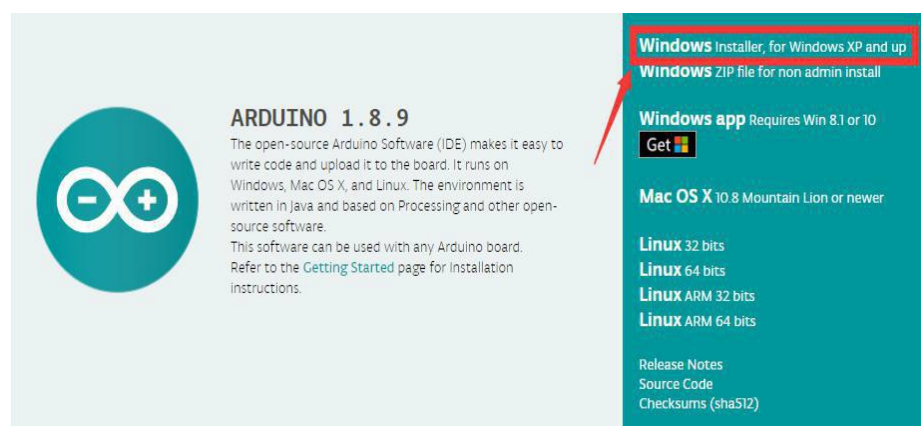 ARDUINO 1.8.9
The open-source Arduino Software (IDE) makes it easy to
write code and upload it to the board. It runs on
Windows, Mac OS X, and Linux. The environment is
written in Java and based on Processing and other open-
source software.
This software can be used with any Arduino board.
Refer to the Getting Started page for Installation
instructions.
Windows Installer, for Windows XP and up
Windows ZIP file for non admin install
Windows app Requires Win 8.1 or 10
Get
Mac OS X 10.8 Mountain Lion or newer
Linux 32 bits
Linux 64 bits
Linux ARM 32 bits
Linux ARM 64 bits
Release Notes
Source Code
Checksums (sha512)